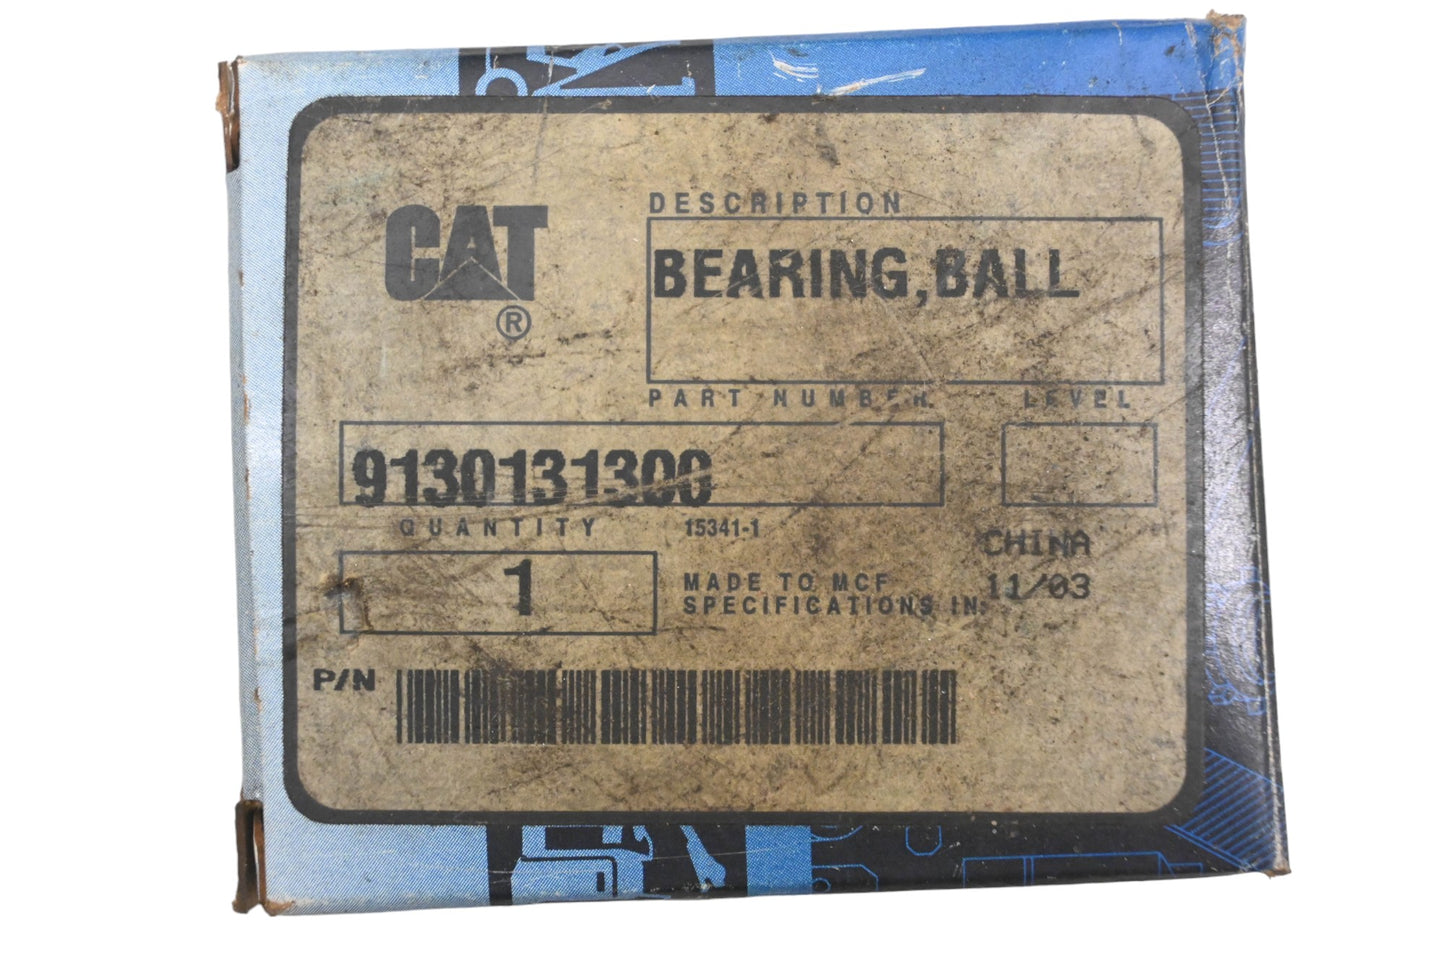 CAT
®
DESCRIPTION
BEARING,BALL
PART NUMBER LEVEL
9130131300
QUANTITY 15341-1
1
MADE TO MCF
SPECIFICATIONS IN:
CHINA
11/03
P/N